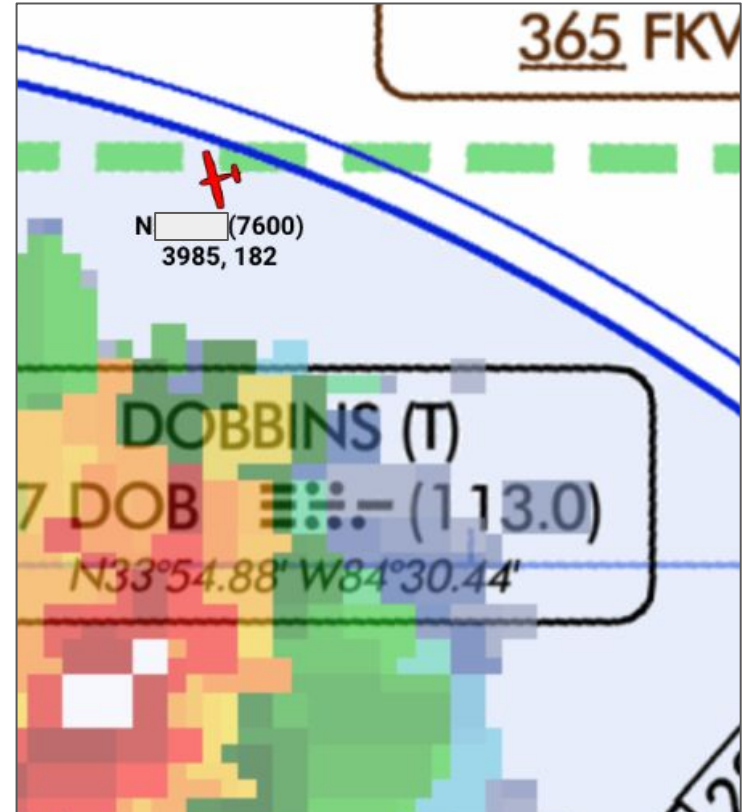 365 FKV
N (7600)
3985, 182
DOBBINS (T)
7 DOB (113.0)
N33°54.88' W84°30.44'